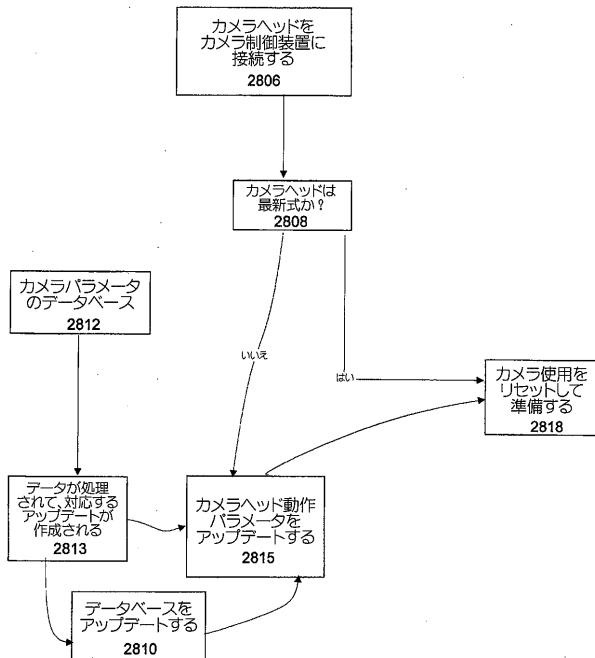 カメラヘッドを
カメラ制御装置に
接続する
2806
カメラヘッドは
最新式か?
2808
カメラパラメータ
のデータベース
2812
いいえ
はい
カメラ使用を
リセットして
準備する
2818
データが処理
されて、対応する
アップデートが
作成される
2813
カメラヘッド動作
パラメータを
アップデートする
2815
データベースを
アップデートする
2810